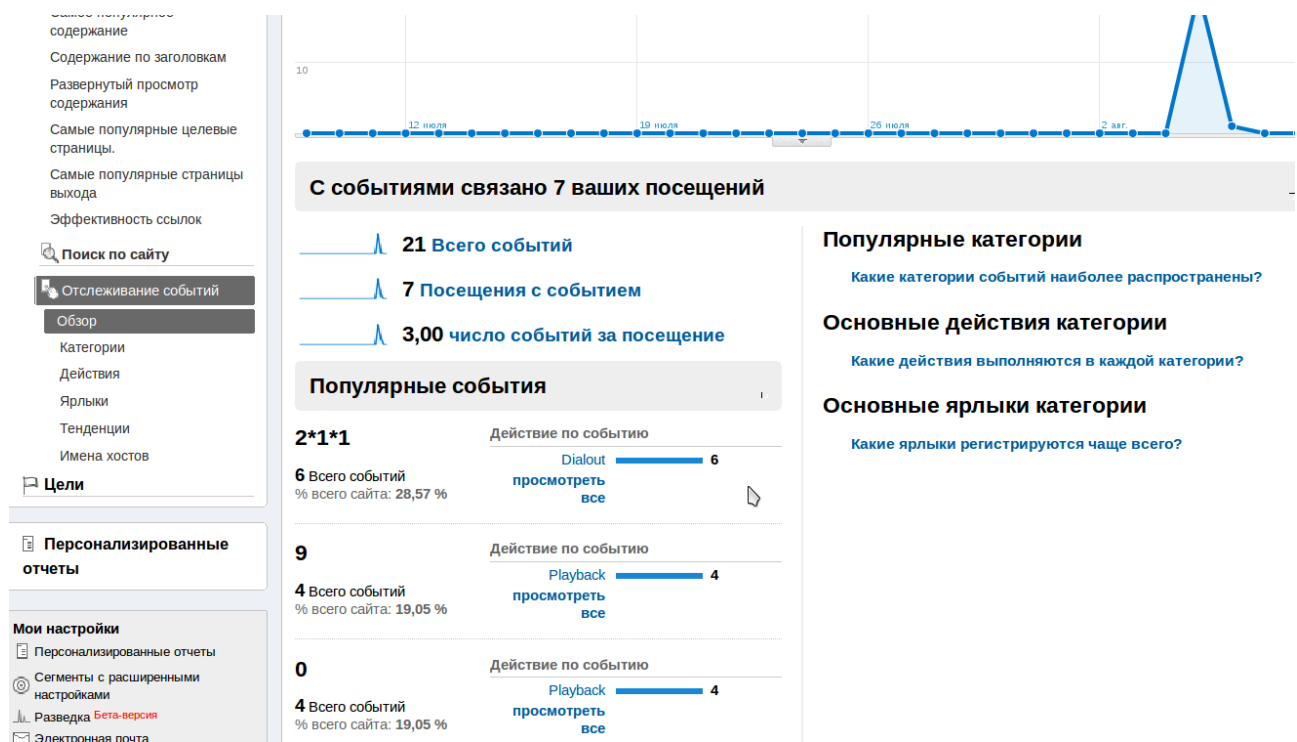 содержание
Содержание по заголовкам
Развернутый просмотр
содержания
Самые популярные целевые
страницы.
Самые популярные страницы
выхода
Эффективность ссылок
Поиск по сайту
Отслеживание событий
Обзор
Категории
Действия
Ярлыки
Тенденции
Имена хостов
Цели
Персонализированные
отчеты
Мои настройки
Персонализированные отчеты
Сегменты с расширенными
настройками
Разведка Бета-версия
Электронная почта
10
12 июля
19 июля
26 июля
2 авг.
С событиями связано 7 ваших посещений
21 Всего событий
7 Посещения с событием
3,00 число событий за посещение
Популярные события
2*1*1
6 Всего событий
% всего сайта: 28,57 %
Действие по событию
Dialout 6
просмотреть
все
9
4 Всего событий
% всего сайта: 19,05 %
Действие по событию
Playback 4
просмотреть
все
0
4 Всего событий
% всего сайта: 19,05 %
Действие по событию
Playback 4
просмотреть
все
Популярные категории
Какие категории событий наиболее распространены?
Основные действия категории
Какие действия выполняются в каждой категории?
Основные ярлыки категории
Какие ярлыки регистрируются чаще всего?